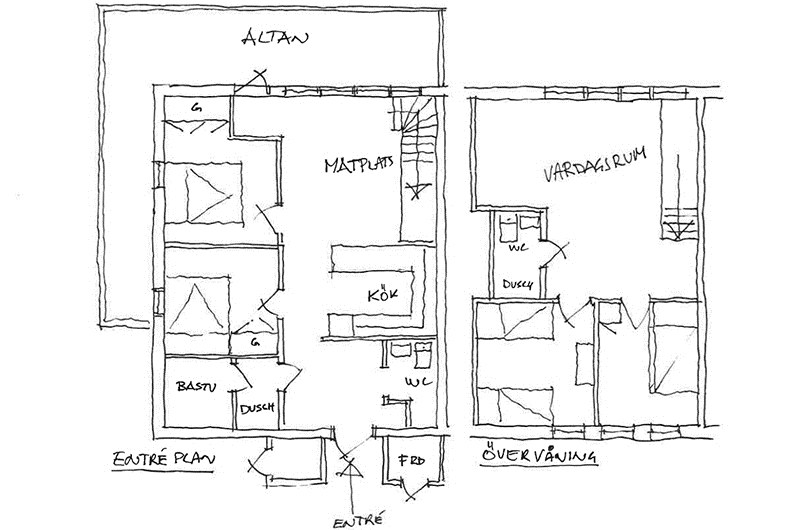 ALTAN
G
MATPLATS
KÖK
G
BASTU
DUSCH
WC
FRD
ENTRÉ PLAN
ENTRÉ
VARDAGSRUM
WC
DUSCH
ÖVERVÅNING